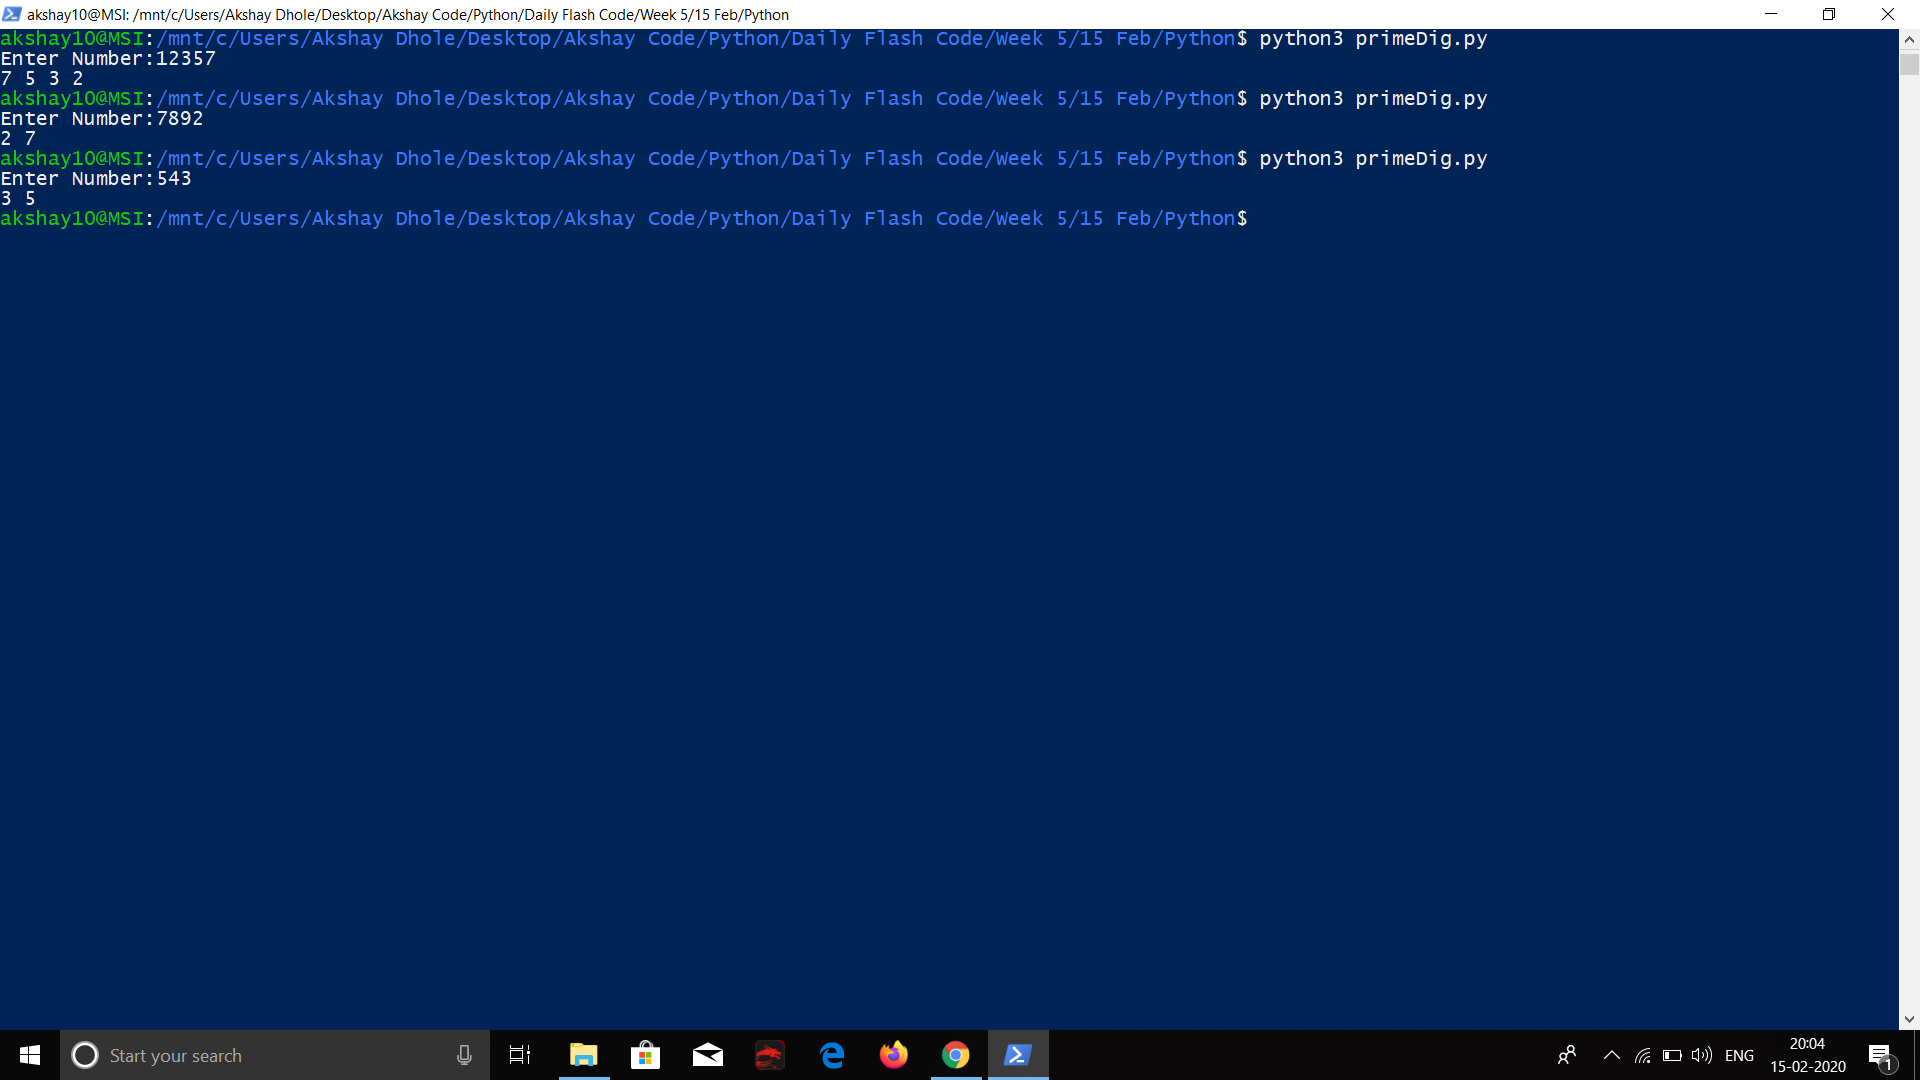 akshay10@MSI: /mnt/c/Users/Akshay Dhole/Desktop/Akshay Code/Python/Daily Flash Code/Week 5/15 Feb/Python
akshay10@MSI:/mnt/c/Users/Akshay Dhole/Desktop/Akshay Code/Python/Daily Flash Code/Week 5/15 Feb/Python$ python3 primeDig.py
Enter Number:12357
7 5 3 2
akshay10@MSI:/mnt/c/Users/Akshay Dhole/Desktop/Akshay Code/Python/Daily Flash Code/Week 5/15 Feb/Python$ python3 primeDig.py
Enter Number:7892
2 7
akshay10@MSI:/mnt/c/Users/Akshay Dhole/Desktop/Akshay Code/Python/Daily Flash Code/Week 5/15 Feb/Python$ python3 primeDig.py
Enter Number:543
3 5
akshay10@MSI:/mnt/c/Users/Akshay Dhole/Desktop/Akshay Code/Python/Daily Flash Code/Week 5/15 Feb/Python$
Start your search
ENG
20:04
15-02-2020
1